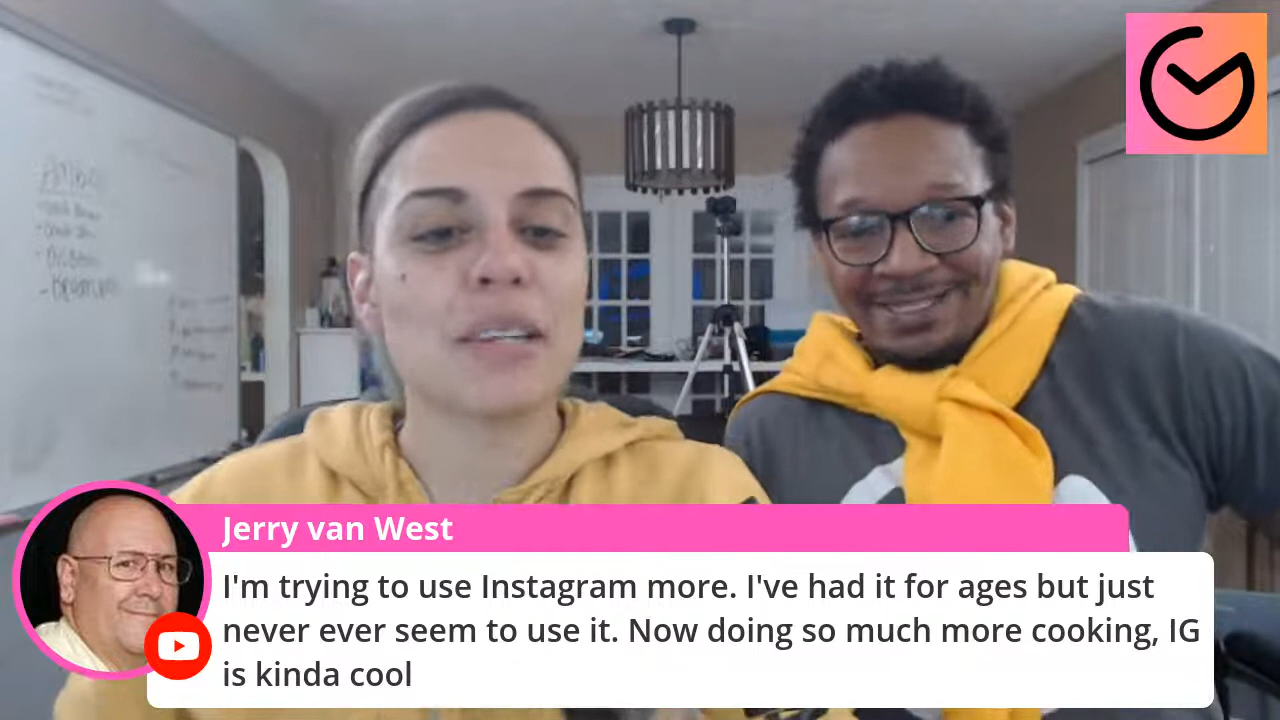 Jerry van West
I'm trying to use Instagram more. I've had it for ages but just
never ever seem to use it. Now doing so much more cooking, IG
is kinda cool